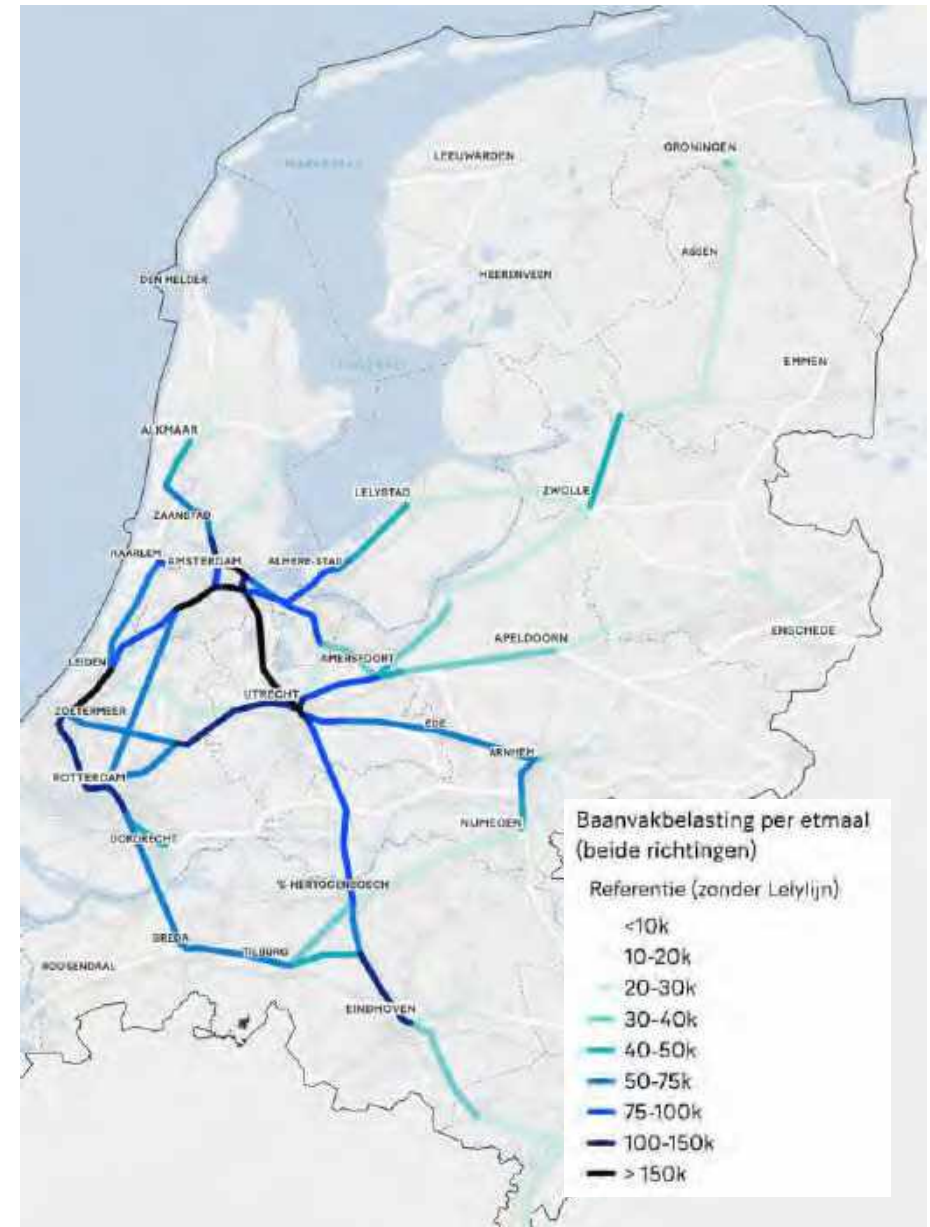 LEEUWARDEN
GRONINGEN
ASSEN
DEN HELDER
HEERENVEEN
EMMEN
ALKMAAR
LELYSTAD
ZWOLLE
ZAANSTAD
HAARLEM
AMSTERDAM
ALMERE-STAD
APELDOORN
ENSCHEDE
LEIDEN
AMERSFOORT
UTRECHT
ZOETERMEER
EDE
ARNHEM
ROTTERDAM
NIJMEGEN
DORDRECHT
'S-HERTOGENBOSCH
BREDA
TILBURG
ROOSENDAAL
EINDHOVEN
Baanvakbelasting per etmaal
(beide richtingen)
Referentie (zonder Lelylijn)
<10k
10-20k
20-30k
30-40k
40-50k
50-75k
75-100k
100-150k
> 150k